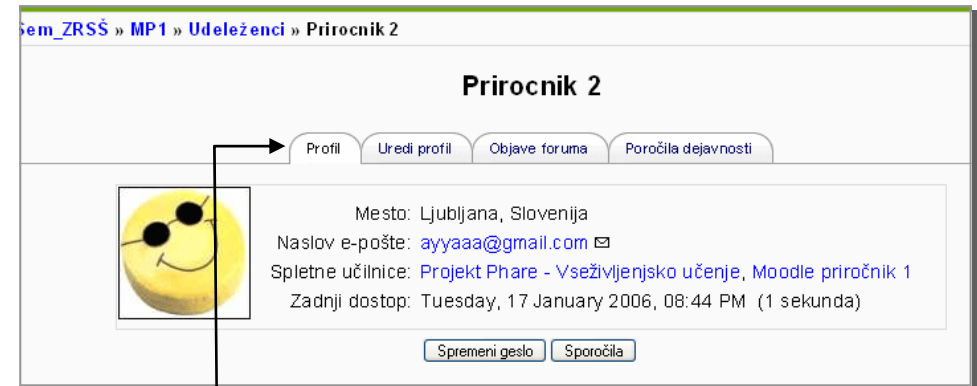 Sem_ZRSŠ » MP1 » Udeleženci » Prirocnik 2
Prirocnik 2
Profil Uredi profil Objave foruma Poročila dejavnosti
Mesto: Ljubljana, Slovenija
Naslov e-pošte: ayyaaa@gmail.com
Spletne učilnice: Projekt Phare - Vseživljenjsko učenje, Moodle priročnik 1
Zadnji dostop: Tuesday, 17 January 2006, 08:44 PM (1 sekunda)
Spremeni geslo Sporočila